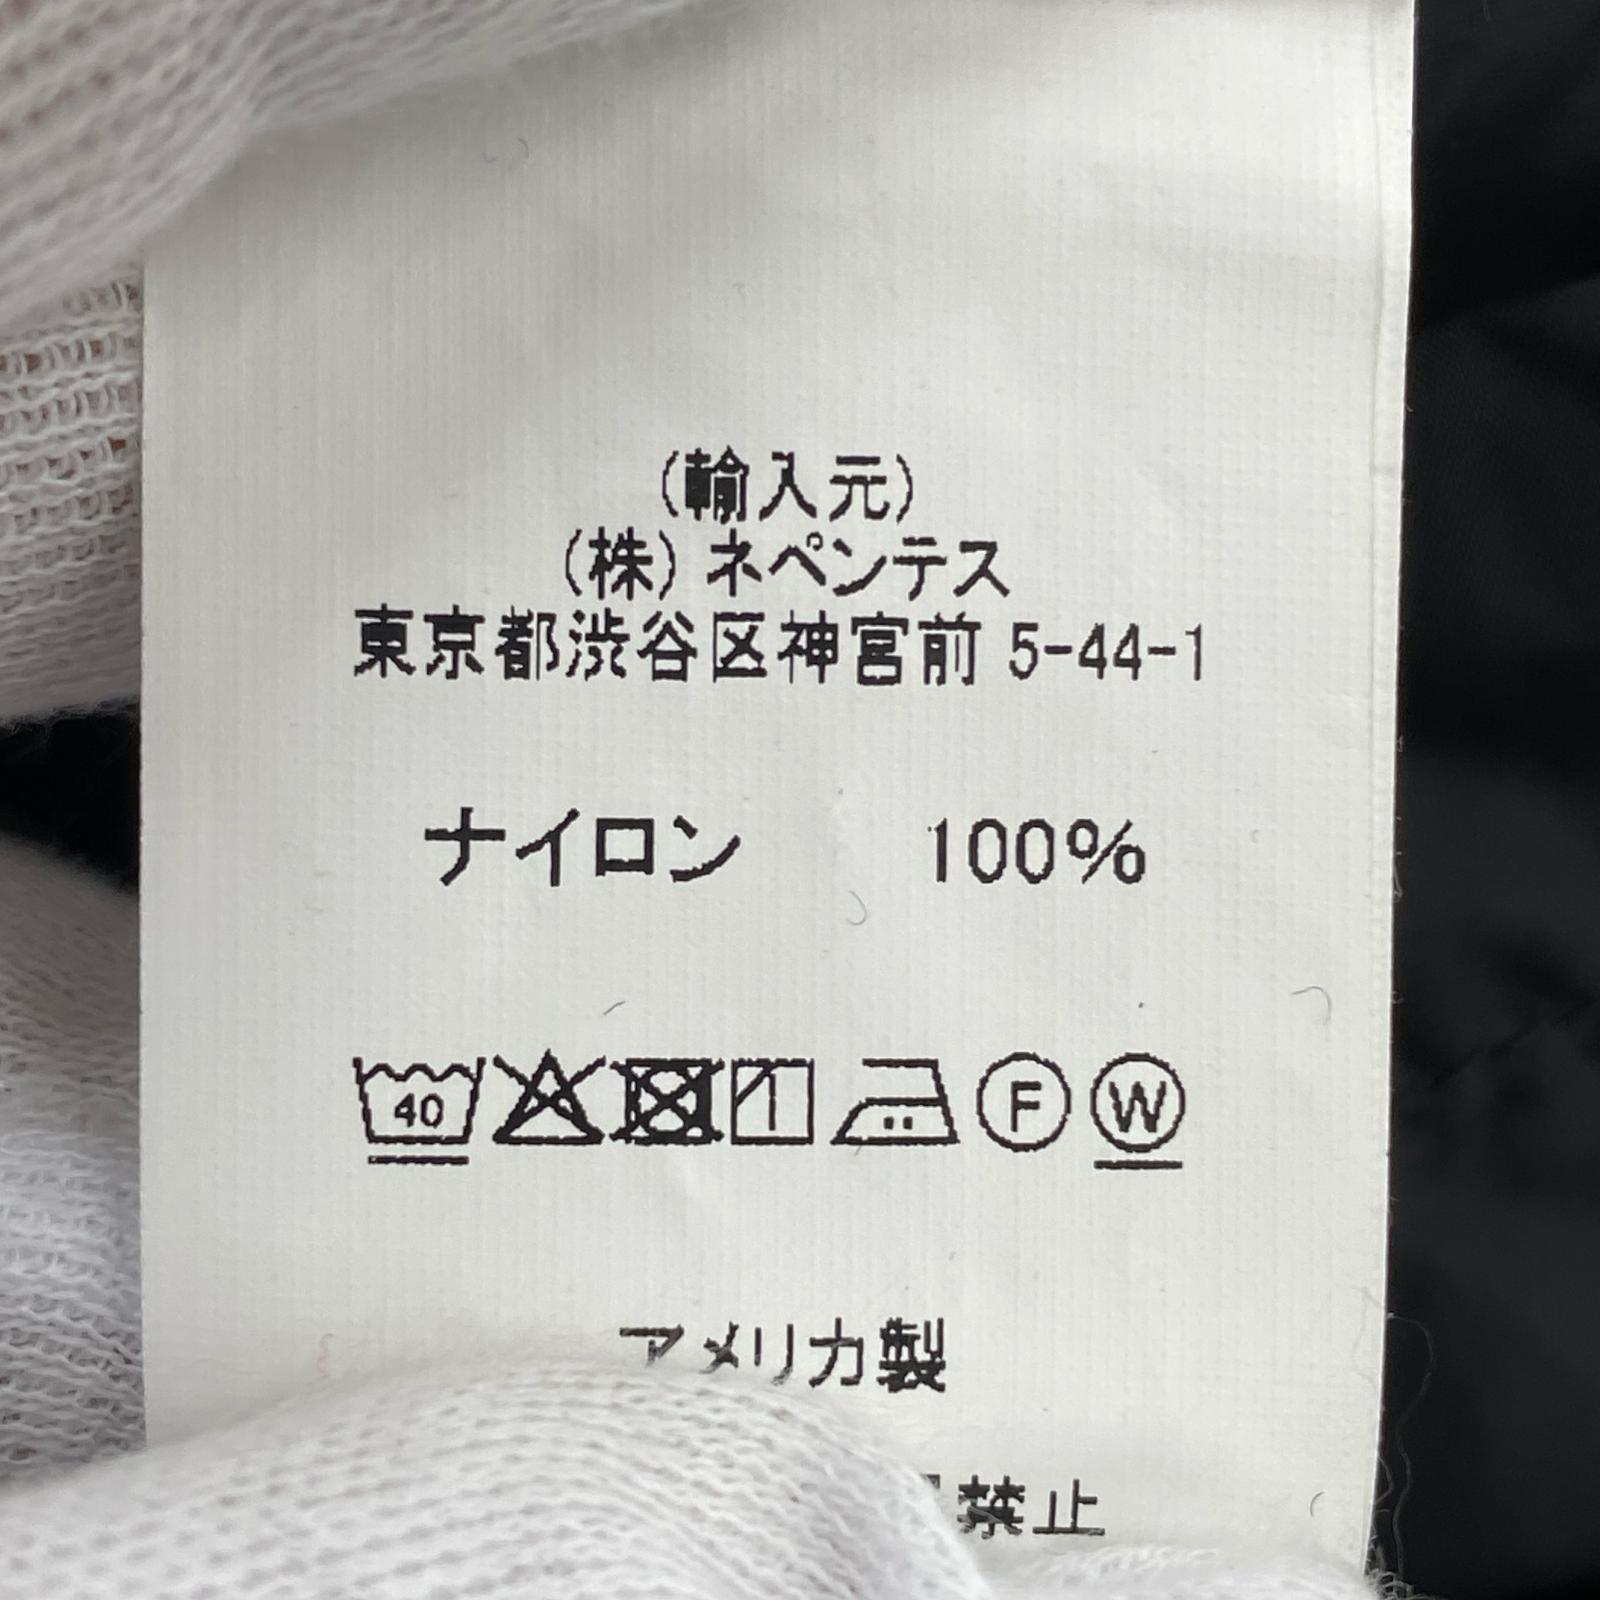 (輸入元)
(株) ネペンテス
東京都渋谷区神宮前 5-44-1
ナイロン 100%
40 F W
アメリカ製
禁止